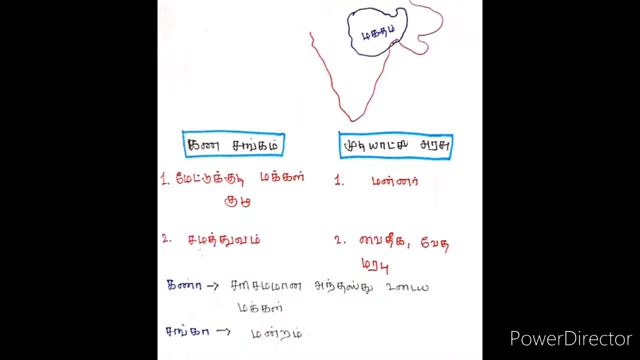 மகதம்
கண சங்கம்
முடியாட்சி அரசு
1. மேட்டுக்குடி மக்கள்
குழு
1. மன்னர்
2. சமத்துவம்
2. வைதீக, வேத
மரபு
கணா → சரிசமமான அந்தஸ்து உடைய
மக்கள்
சங்கா → மன்றம்
PowerDirector